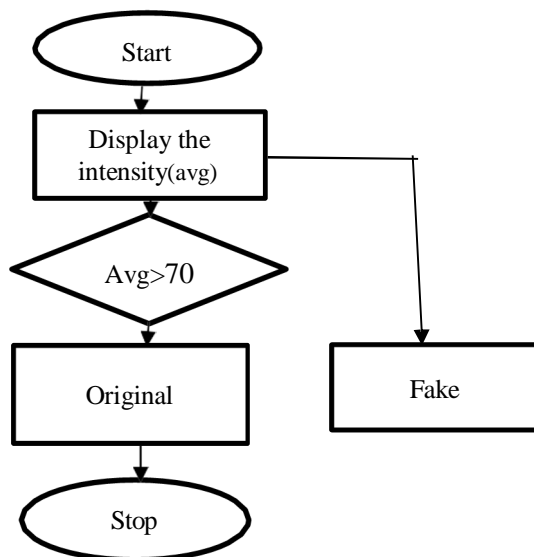 Start
Display the
intensity(avg)
Avg>70
Original
Fake
Stop